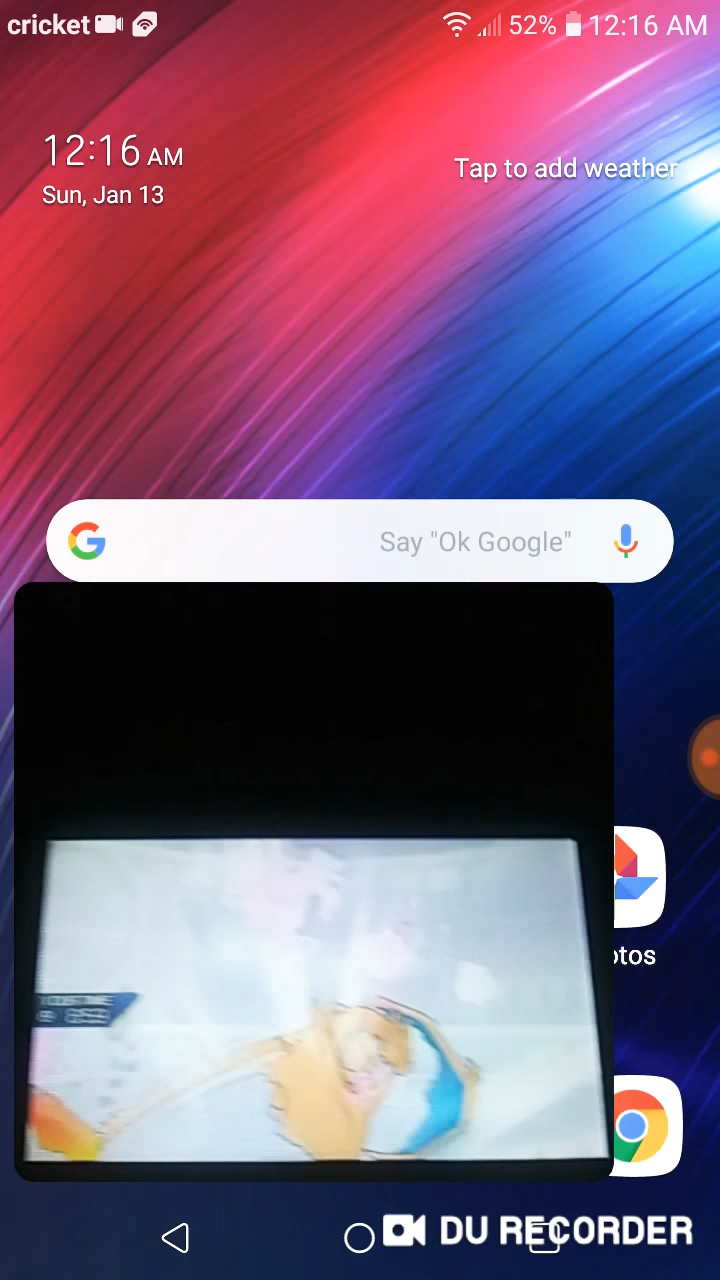 cricket 52% 12:16 AM
12:16 AM
Sun, Jan 13
Tap to add weather
G Say "Ok Google"
otos
DU RECORDER